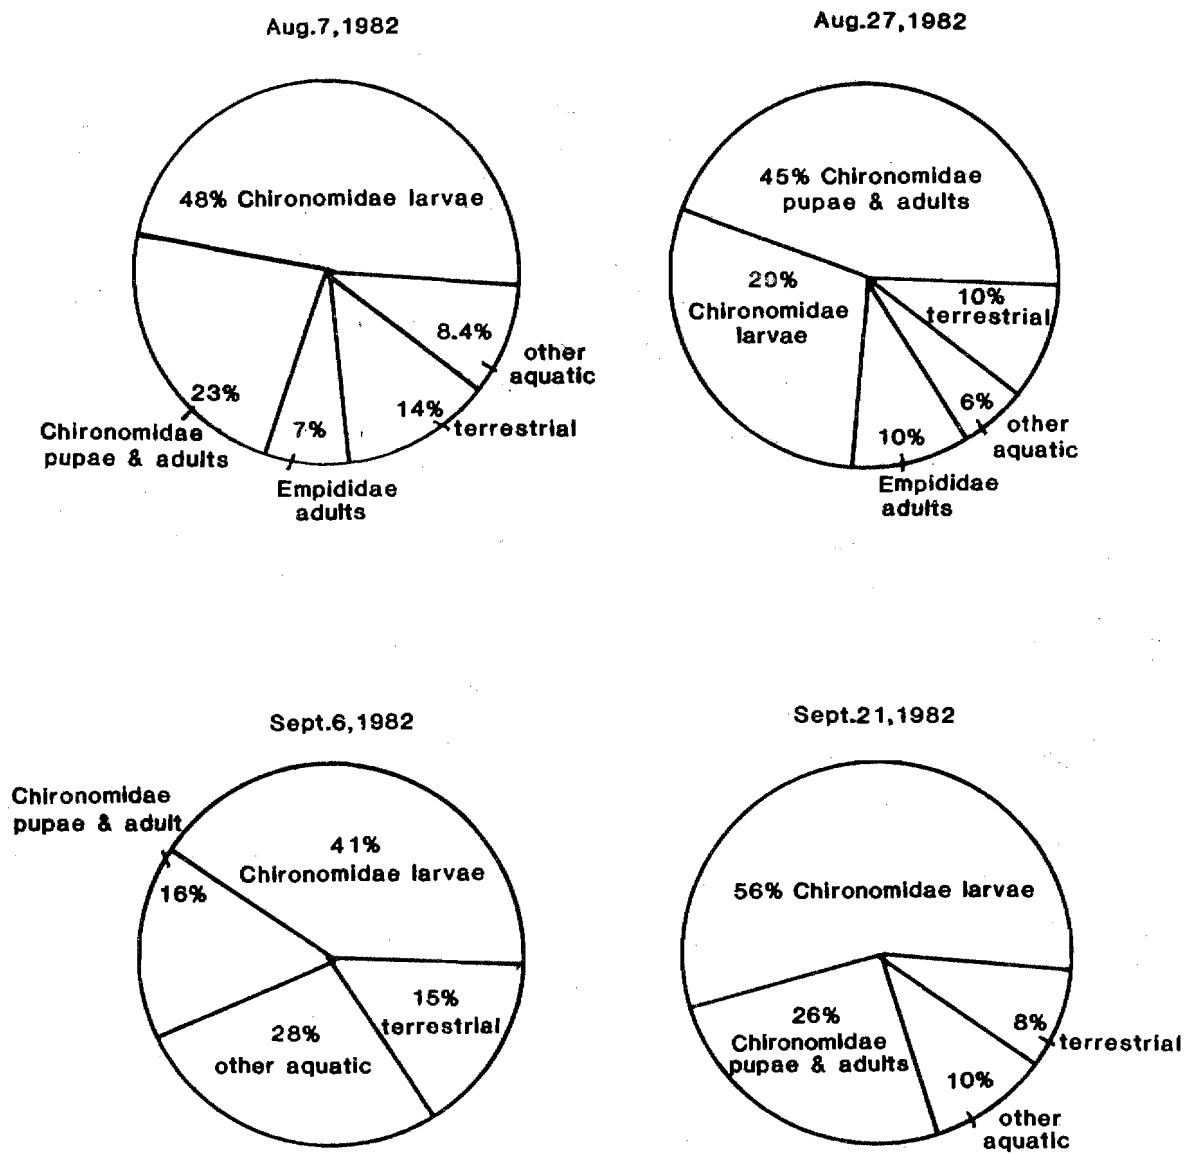 Aug.7,1982
48% Chironomidae larvae
8.4%
other
aquatic
14%
terrestrial
7%
Empididae
adults
23%
Chironomidae
pupae & adults
Aug.27,1982
45% Chironomidae
pupae & adults
10%
terrestrial
6%
other
aquatic
10%
Empididae
adults
29%
Chironomidae
larvae
Sept.6,1982
Chironomidae
pupae & adult
16%
41%
Chironomidae larvae
15%
terrestrial
28%
other aquatic
Sept.21,1982
56% Chironomidae larvae
8%
terrestrial
10%
other
aquatic
26%
Chironomidae
pupae & adults